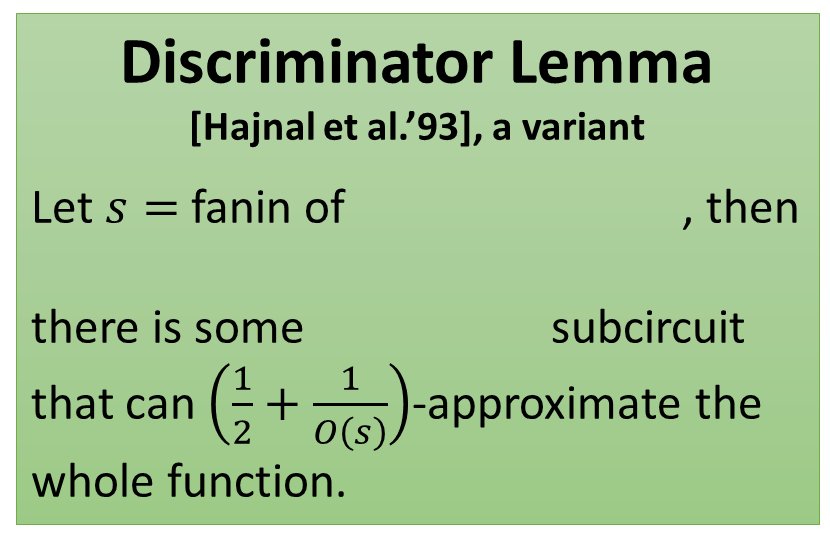 Discriminator Lemma
[Hajnal et al.’93], a variant
Let 𝑠 = fanin of , then
there is some subcircuit
that can (1/2 + 1/𝑂(𝑠))-approximate the
whole function.